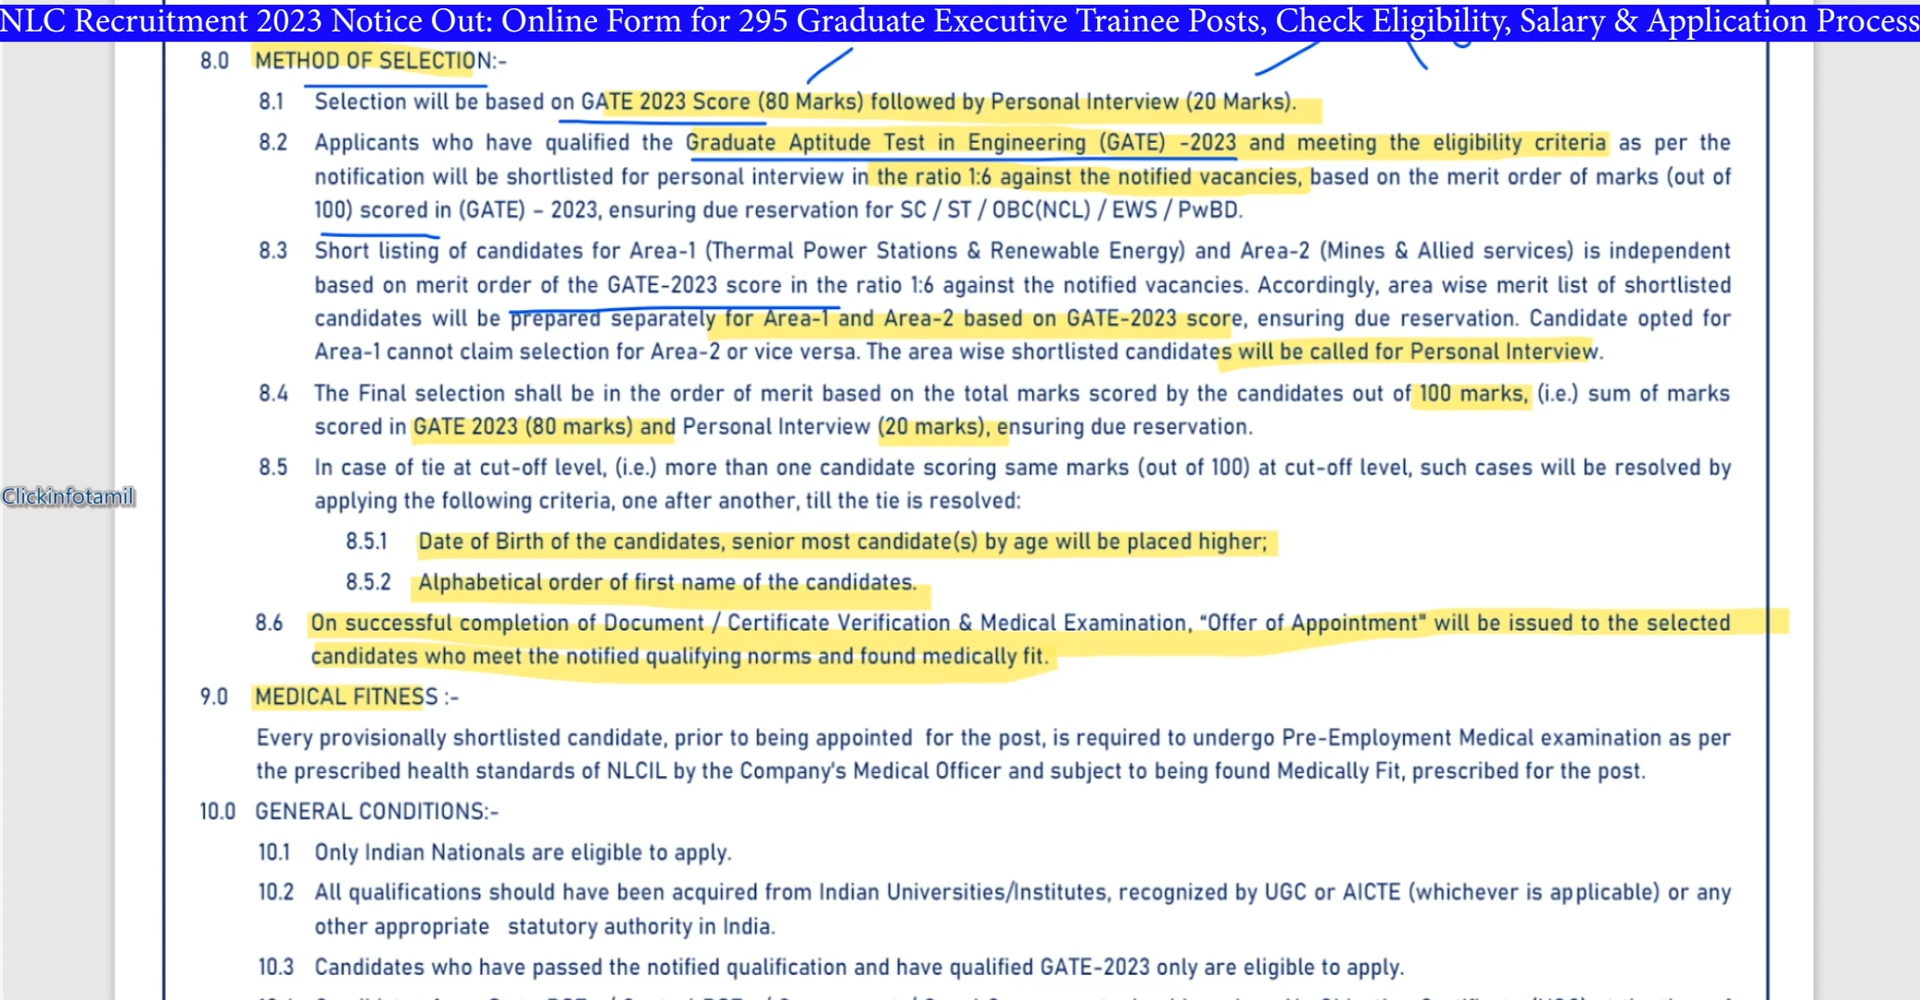 NLC Recruitment 2023 Notice Out: Online Form for 295 Graduate Executive Trainee Posts, Check Eligibility, Salary & Application Process
8.0 METHOD OF SELECTION:-
8.1 Selection will be based on GATE 2023 Score (80 Marks) followed by Personal Interview (20 Marks).
8.2 Applicants who have qualified the Graduate Aptitude Test in Engineering (GATE) -2023 and meeting the eligibility criteria as per the
notification will be shortlisted for personal interview in the ratio 1:6 against the notified vacancies, based on the merit order of marks (out of
100) scored in (GATE) – 2023, ensuring due reservation for SC / ST / OBC(NCL) / EWS / PwBD.
8.3 Short listing of candidates for Area-1 (Thermal Power Stations & Renewable Energy) and Area-2 (Mines & Allied services) is independent
based on merit order of the GATE-2023 score in the ratio 1:6 against the notified vacancies. Accordingly, area wise merit list of shortlisted
candidates will be prepared separately for Area-1 and Area-2 based on GATE-2023 score, ensuring due reservation. Candidate opted for
Area-1 cannot claim selection for Area-2 or vice versa. The area wise shortlisted candidates will be called for Personal Interview.
8.4 The Final selection shall be in the order of merit based on the total marks scored by the candidates out of 100 marks, (i.e.) sum of marks
scored in GATE 2023 (80 marks) and Personal Interview (20 marks), ensuring due reservation.
Clickinfotamil
8.5 In case of tie at cut-off level, (i.e.) more than one candidate scoring same marks (out of 100) at cut-off level, such cases will be resolved by
applying the following criteria, one after another, till the tie is resolved:
8.5.1 Date of Birth of the candidates, senior most candidate(s) by age will be placed higher;
8.5.2 Alphabetical order of first name of the candidates.
8.6 On successful completion of Document / Certificate Verification & Medical Examination, "Offer of Appointment" will be issued to the selected
candidates who meet the notified qualifying norms and found medically fit.
9.0 MEDICAL FITNESS :-
Every provisionally shortlisted candidate, prior to being appointed for the post, is required to undergo Pre-Employment Medical examination as per
the prescribed health standards of NLCIL by the Company's Medical Officer and subject to being found Medically Fit, prescribed for the post.
10.0 GENERAL CONDITIONS:-
10.1 Only Indian Nationals are eligible to apply.
10.2 All qualifications should have been acquired from Indian Universities/Institutes, recognized by UGC or AICTE (whichever is applicable) or any
other appropriate statutory authority in India.
10.3 Candidates who have passed the notified qualification and have qualified GATE-2023 only are eligible to apply.